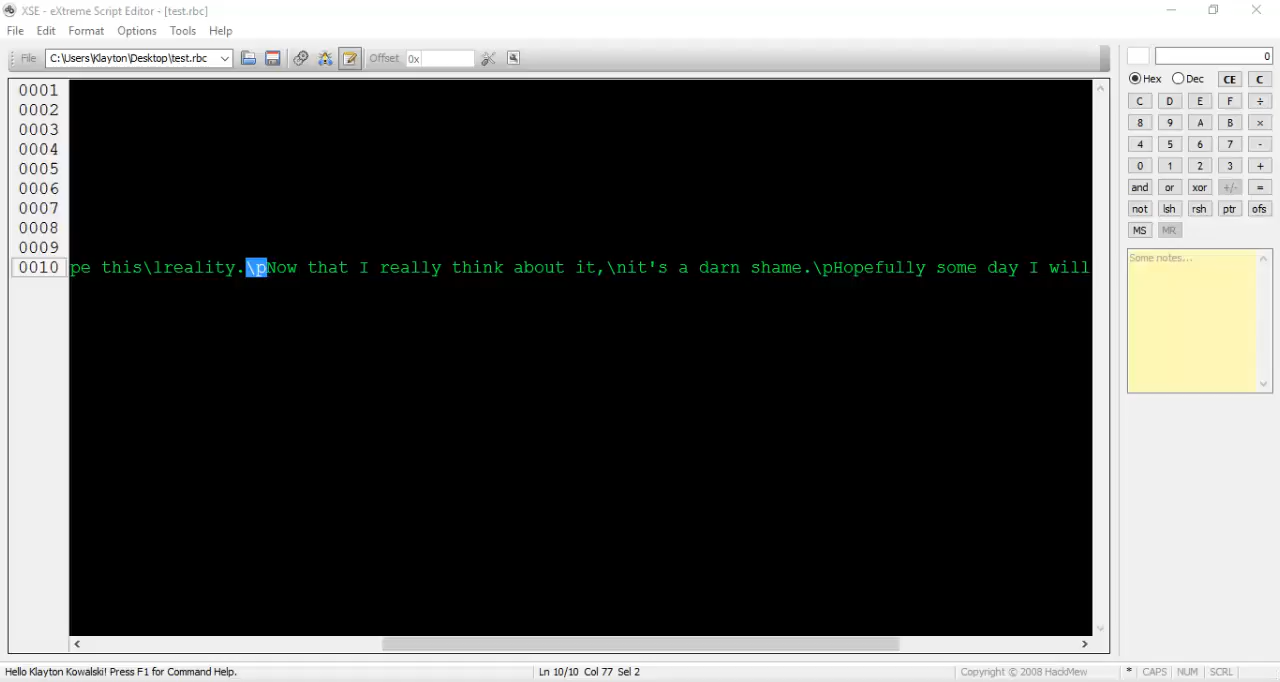 XSE - eXtreme Script Editor - [test.rbc]
File Edit Format Options Tools Help
File C:\Users\Klayton\Desktop\test.rbc Offset 0x
0
Hex Dec CE C
C D E F ÷
8 9 A B ×
4 5 6 7 -
0 1 2 3 +
and or xor +/- =
not lsh rsh ptr ofs
MS MR
Some notes...
0001
0002
0003
0004
0005
0006
0007
0008
0009
0010 pe this\lreality.\pNow that I really think about it,\nit's a darn shame.\pHopefully some day I will
Hello Klayton Kowalski! Press F1 for Command Help. Ln 10/10 Col 77 Sel 2 Copyright © 2008 HackMew * CAPS NUM SCRL